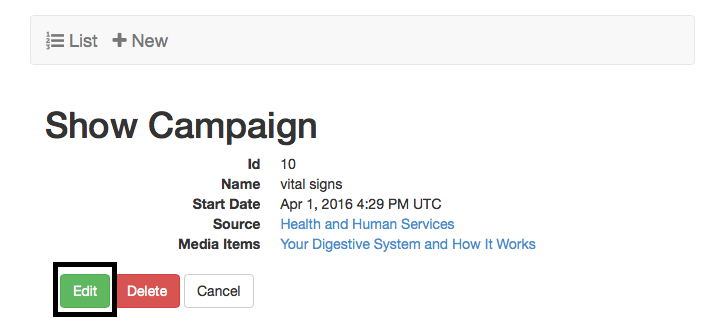 List New
Show Campaign
Id 10
Name vital signs
Start Date Apr 1, 2016 4:29 PM UTC
Source Health and Human Services
Media Items Your Digestive System and How It Works
Edit Delete Cancel